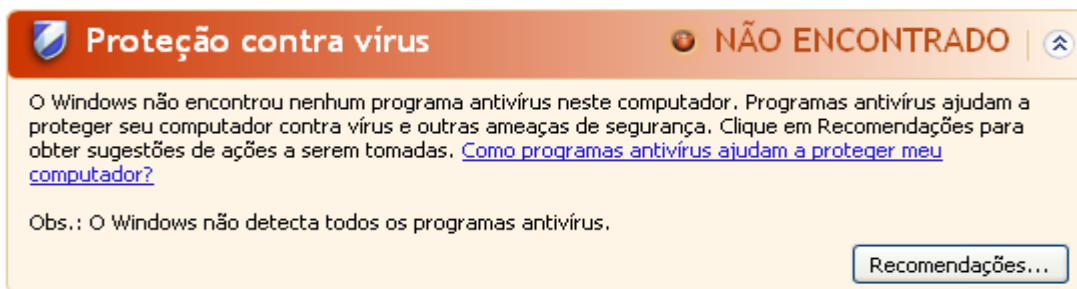 Proteção contra vírus NÃO ENCONTRADO
O Windows não encontrou nenhum programa antivírus neste computador. Programas antivírus ajudam a
proteger seu computador contra vírus e outras ameaças de segurança. Clique em Recomendações para
obter sugestões de ações a serem tomadas. Como programas antivírus ajudam a proteger meu
computador?
Obs.: O Windows não detecta todos os programas antivírus.
Recomendações...